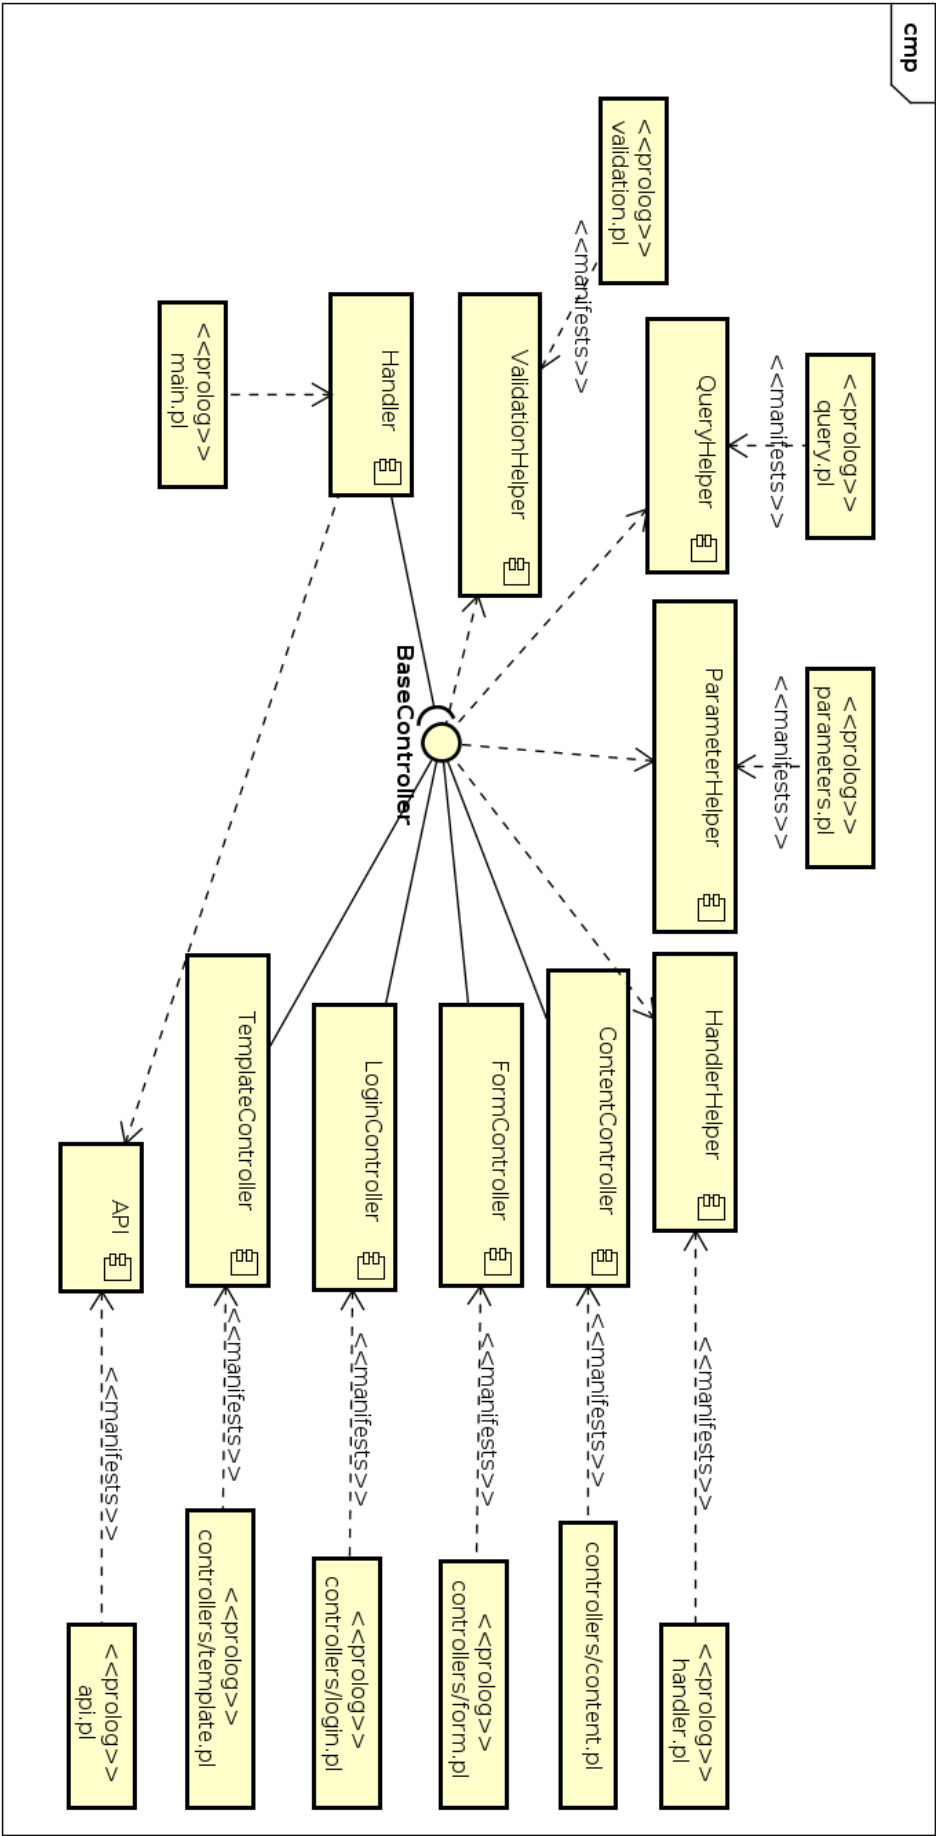 cmp
<<prolog>>
query.pl
<<prolog>>
parameters.pl
<<manifests>>
<<manifests>>
<<prolog>>
validation.pl
QueryHelper
ParameterHelper
HandlerHelper
<<manifests>>
<<prolog>>
handler.pl
<<manifests>>
ValidationHelper
ContentController
<<manifests>>
controllers/content.pl
FormController
<<manifests>>
<<prolog>>
controllers/form.pl
Handler
BaseController
LoginController
<<manifests>>
<<prolog>>
controllers/login.pl
<<prolog>>
main.pl
TemplateController
<<manifests>>
<<prolog>>
controllers/template.pl
API
<<manifests>>
<<prolog>>
api.pl